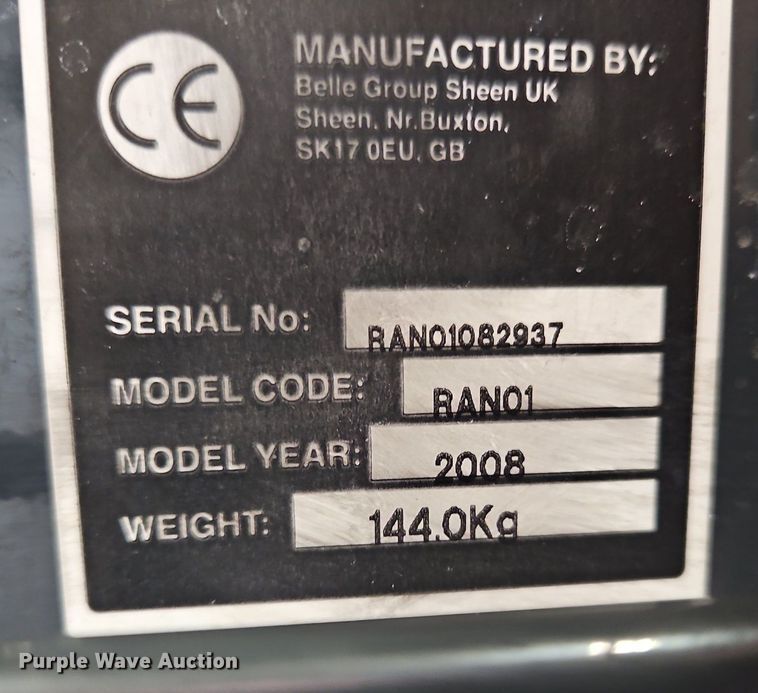 CE
MANUFACTURED BY:
Belle Group Sheen UK
Sheen, Nr.Buxton,
SK17 0EU, GB
SERIAL No: RAN01082937
MODEL CODE: RAN01
MODEL YEAR: 2008
WEIGHT: 144.0Kg
Purple Wave Auction